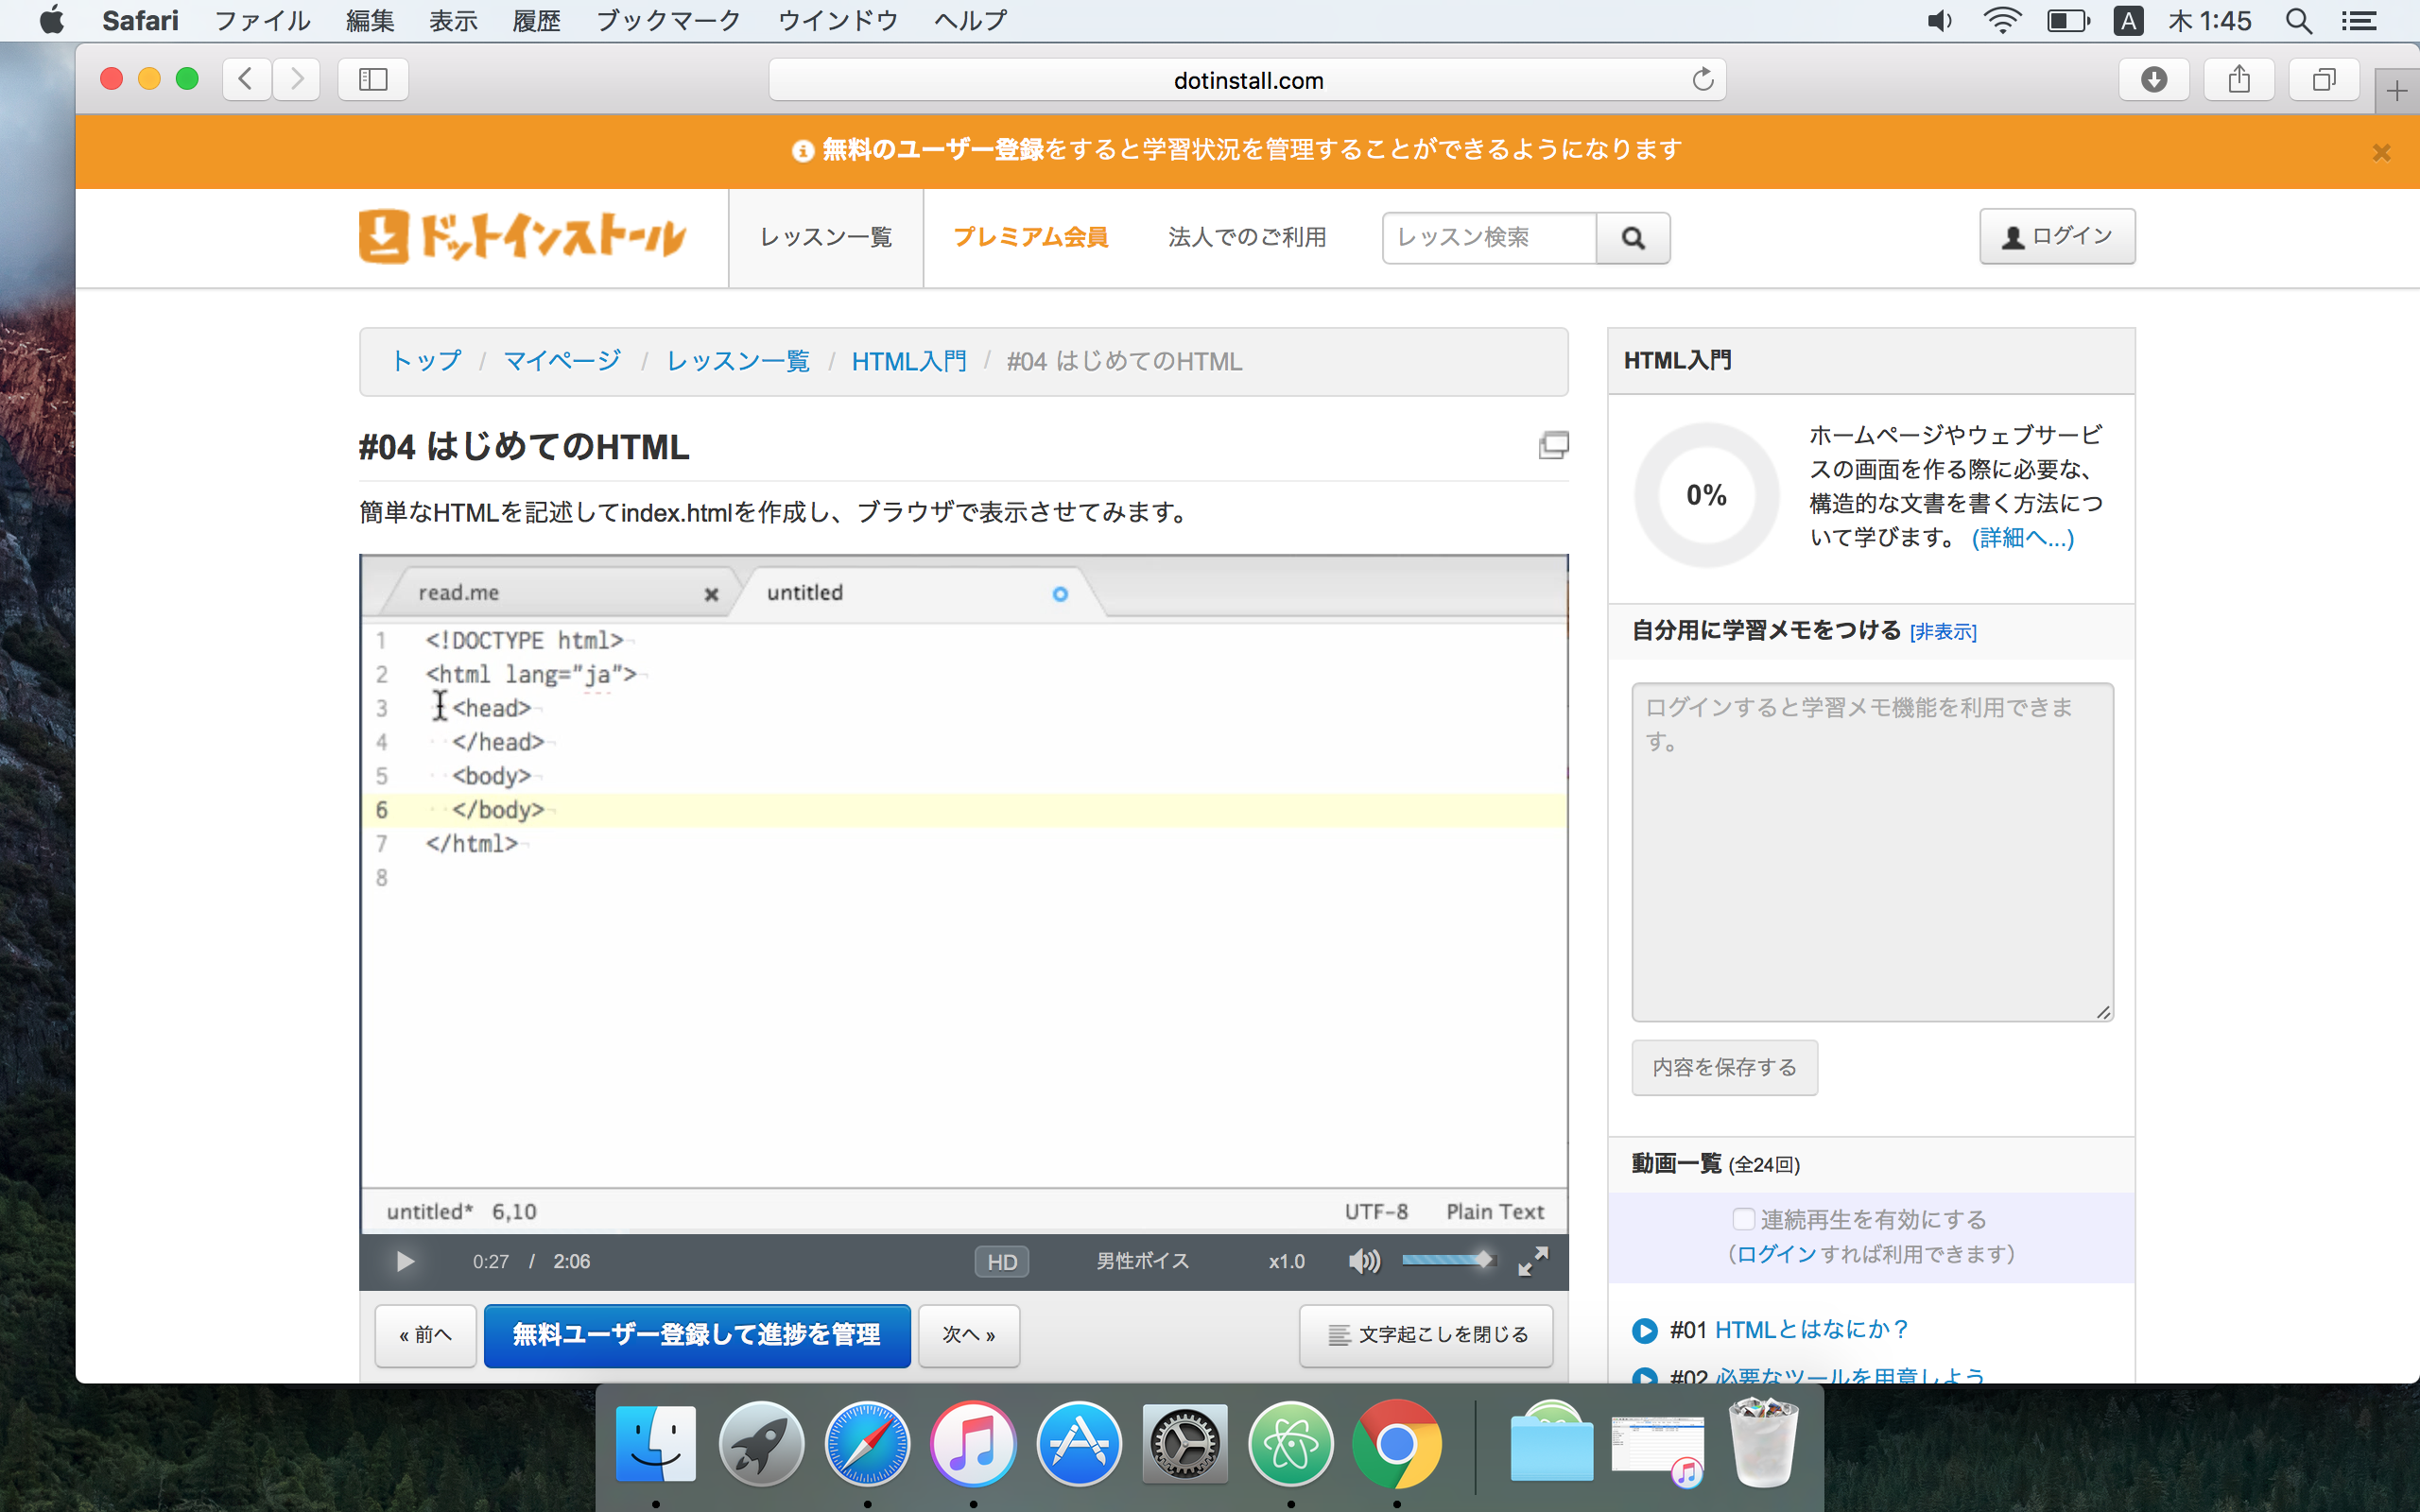 Safari ファイル 編集 表示 履歴 ブックマーク ウインドウ ヘルプ A 木 1:45
dotinstall.com
無料のユーザー登録をすると学習状況を管理することができるようになります
ドットインストール レッスン一覧 プレミアム会員 法人でのご利用 レッスン検索 ログイン
トップ / マイページ / レッスン一覧 / HTML入門 / #04 はじめてのHTML
#04 はじめてのHTML
簡単なHTMLを記述してindex.htmlを作成し、ブラウザで表示させてみます。
read.me untitled
1 <!DOCTYPE html>
2 <html lang="ja">
3 <head>
4 </head>
5 <body>
6 </body>
7 </html>
8
untitled* 6,10 UTF-8 Plain Text
0:27 / 2:06 HD 男性ボイス x1.0
« 前へ 無料ユーザー登録して進捗を管理 次へ » 文字起こしを閉じる
HTML入門
0%
ホームページやウェブサービ
スの画面を作る際に必要な、
構造的な文書を書く方法につ
いて学びます。 (詳細へ...)
自分用に学習メモをつける [非表示]
ログインすると学習メモ機能を利用できま
す。
内容を保存する
動画一覧 (全24回)
連続再生を有効にする
（ログインすれば利用できます）
#01 HTMLとはなにか？
#02 必要なツールを用意しよう